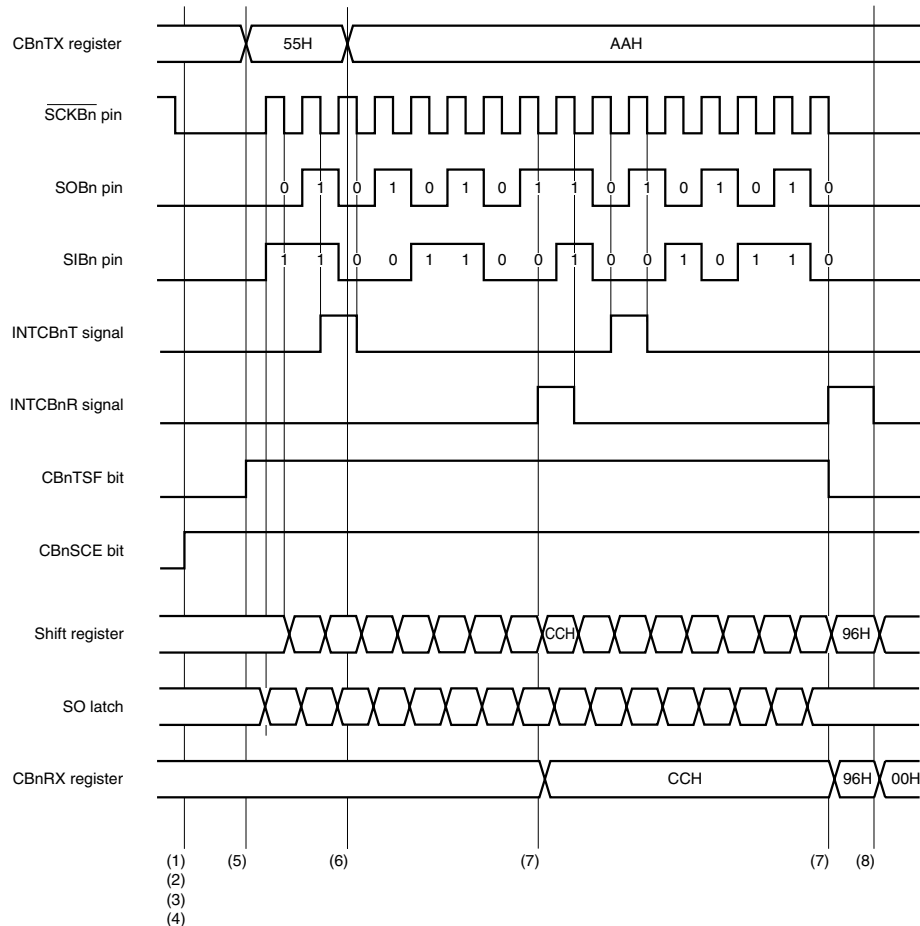 CBnTX register 55H AAH
SCKBn pin
SOBn pin 0 1 0 1 0 1 0 1 1 0 1 0 1 0 1 0
SIBn pin 1 1 0 0 1 1 0 0 1 0 0 1 0 1 1 0
INTCBnT signal
INTCBnR signal
CBnTSF bit
CBnSCE bit
Shift register CCH 96H
SO latch
CBnRX register CCH 96H 00H
(1) (5) (6) (7) (7) (8)
(2)
(3)
(4)